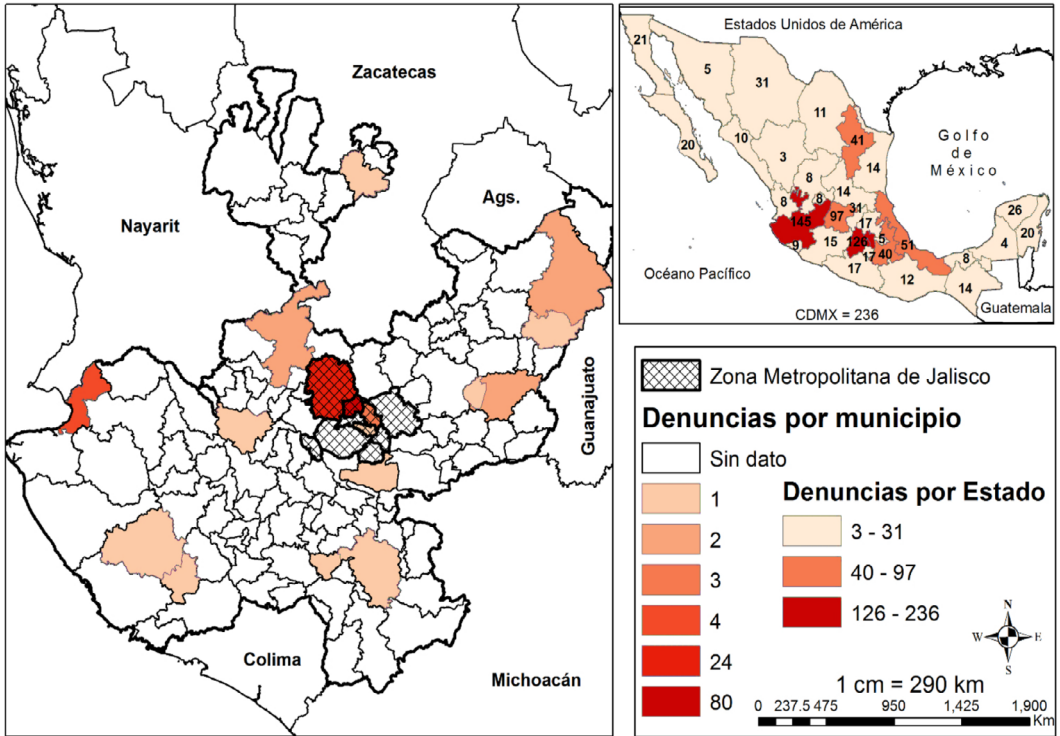 Zacatecas
Ags.
Nayarit
Guanajuato
Colima
Michoacán
Estados Unidos de América
21
5
31
11
41
10
20
3
14
8
14
8
8
31
26
145
97
17
20
5
51
4
9
15
126
40
8
17
17
12
14
Golfo
de
México
Océano Pacífico
Guatemala
CDMX = 236
Zona Metropolitana de Jalisco
Denuncias por municipio
Sin dato
1
2
3
4
24
80
Denuncias por Estado
3 - 31
40 - 97
126 - 236
N
W
E
S
1 cm = 290 km
0 237.5 475 950 1,425 1,900
Km